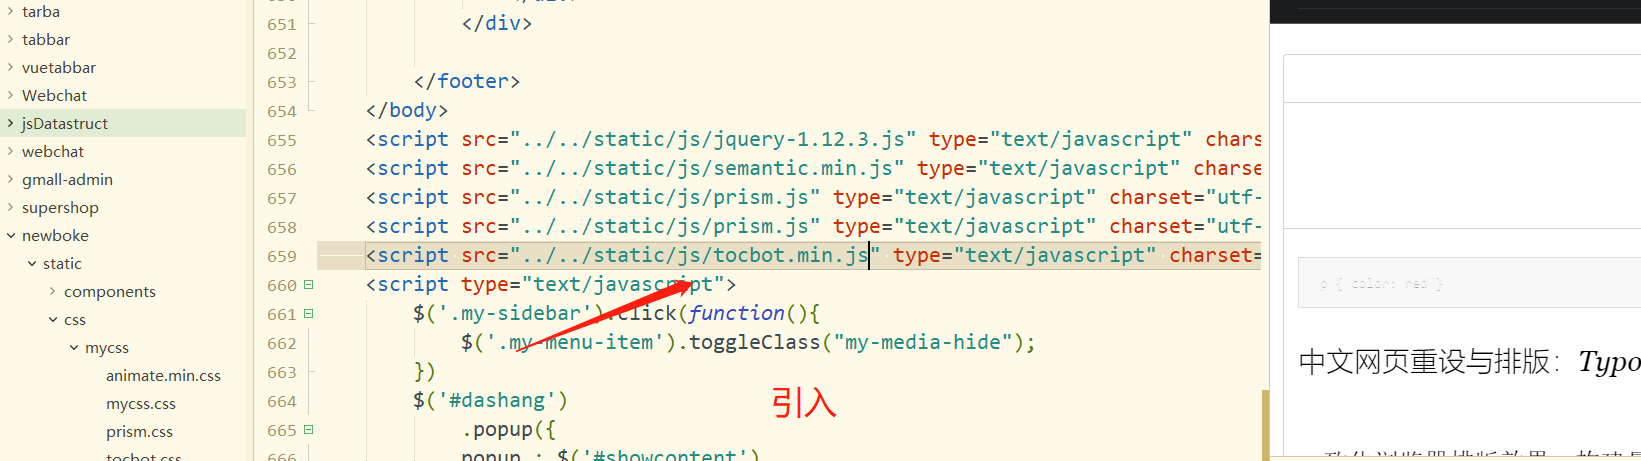 tarba
tabbar
vuetabbar
Webchat
jsDatastruct
webchat
gmall-admin
supershop
newboke
static
components
css
mycss
animate.min.css
mycss.css
prism.css
tocbot.css
651 </div>
652
653 </footer>
654 </body>
655 <script src="../../static/js/jquery-1.12.3.js" type="text/javascript" chars
656 <script src="../../static/js/semantic.min.js" type="text/javascript" charse
657 <script src="../../static/js/prism.js" type="text/javascript" charset="utf-
658 <script src="../../static/js/prism.js" type="text/javascript" charset="utf-
659 <script src="../../static/js/tocbot.min.js" type="text/javascript" charset=
660 <script type="text/javascript">
661 $('.my-sidebar').click(function(){
662 $('.my-menu-item').toggleClass("my-media-hide");
663 })
664 $('#dashang')
665 .popup({
666 popup : $('#showcontent')
引入
p { color: red }
中文网页重设与排版：Typo